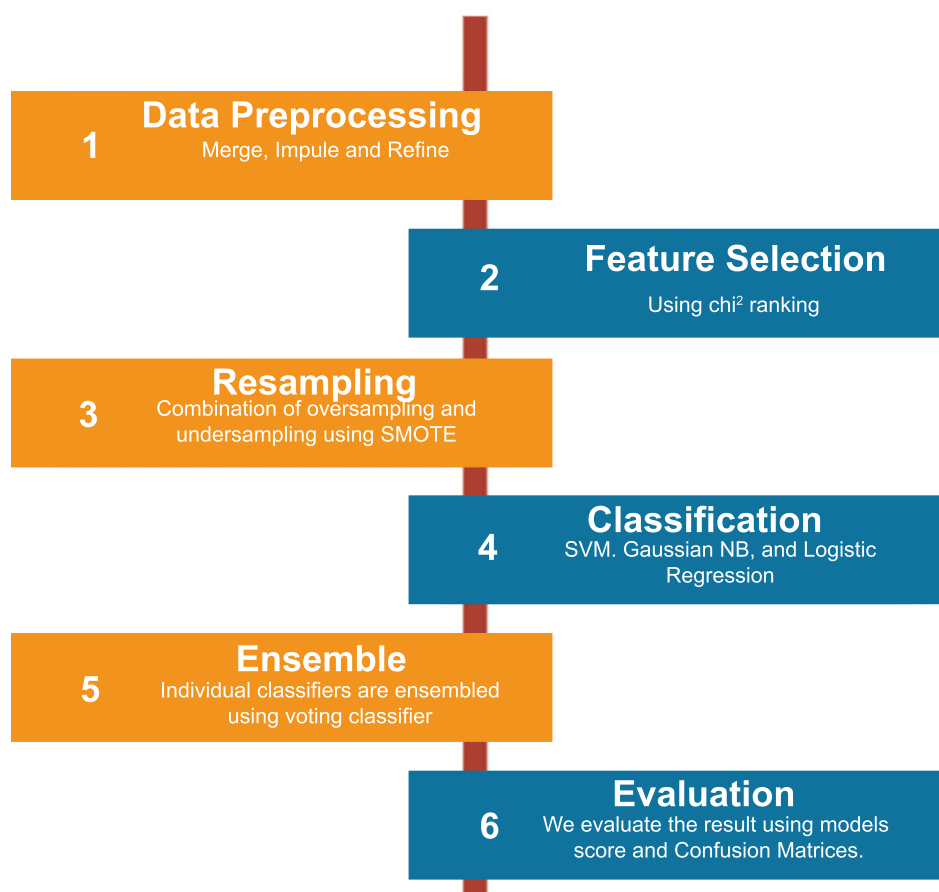 Data Preprocessing
1
Merge, Impule and Refine
Feature Selection
2
Using chi² ranking
Resampling
3
Combination of oversampling and
undersampling using SMOTE
Classification
4
SVM. Gaussian NB, and Logistic
Regression
Ensemble
5
Individual classifiers are ensembled
using voting classifier
Evaluation
6
We evaluate the result using models
score and Confusion Matrices.